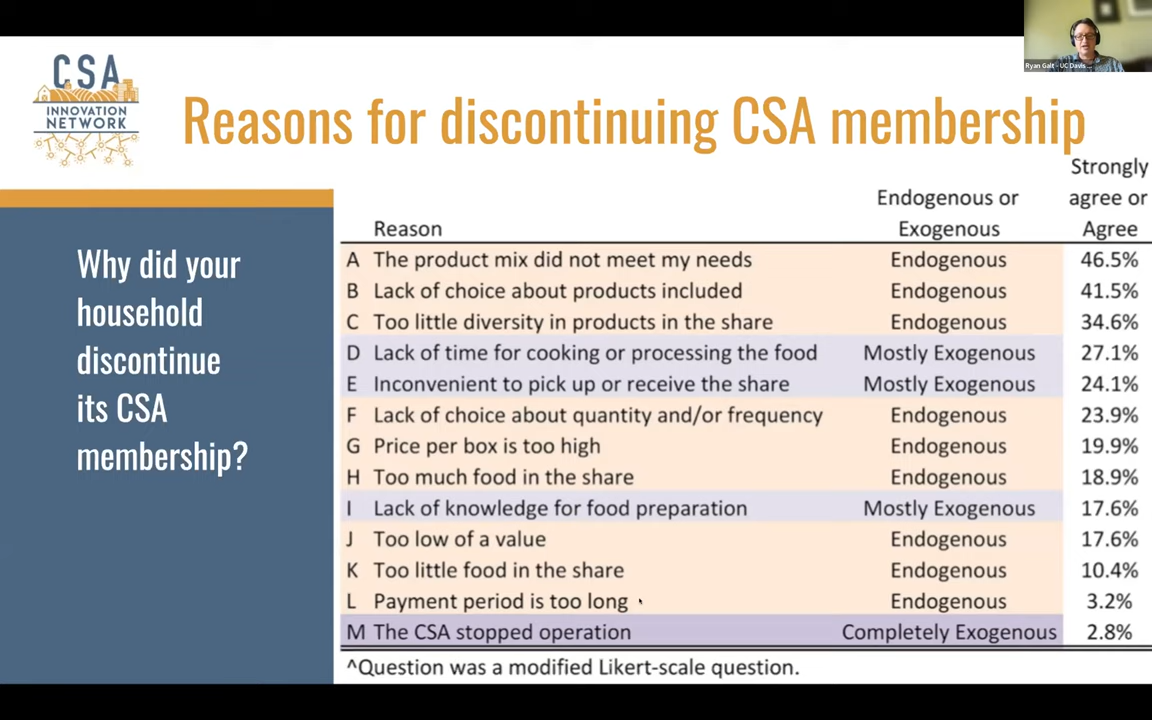 Ryan Galt - UC Davis...
CSA
INNOVATION
NETWORK
Reasons for discontinuing CSA membership
Why did your
household
discontinue
its CSA
membership?
Strongly
Endogenous or agree or
Reason Exogenous Agree
A The product mix did not meet my needs Endogenous 46.5%
B Lack of choice about products included Endogenous 41.5%
C Too little diversity in products in the share Endogenous 34.6%
D Lack of time for cooking or processing the food Mostly Exogenous 27.1%
E Inconvenient to pick up or receive the share Mostly Exogenous 24.1%
F Lack of choice about quantity and/or frequency Endogenous 23.9%
G Price per box is too high Endogenous 19.9%
H Too much food in the share Endogenous 18.9%
I Lack of knowledge for food preparation Mostly Exogenous 17.6%
J Too low of a value Endogenous 17.6%
K Too little food in the share Endogenous 10.4%
L Payment period is too long Endogenous 3.2%
M The CSA stopped operation Completely Exogenous 2.8%
^Question was a modified Likert-scale question.